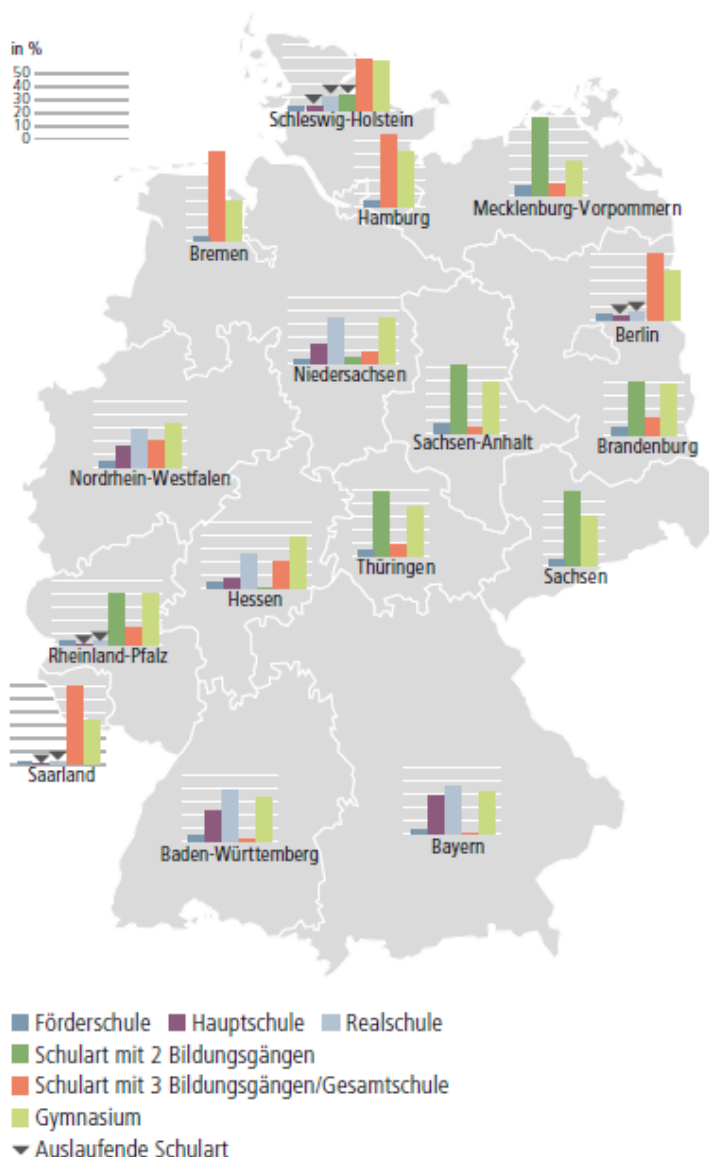 in %
50
40
30
20
10
0
Schleswig-Holstein
Hamburg
Mecklenburg-Vorpommern
Bremen
Berlin
Niedersachsen
Sachsen-Anhalt
Brandenburg
Nordrhein-Westfalen
Thüringen
Sachsen
Hessen
Rheinland-Pfalz
Saarland
Baden-Württemberg
Bayern
Förderschule Hauptschule Realschule
Schulart mit 2 Bildungsgängen
Schulart mit 3 Bildungsgängen/Gesamtschule
Gymnasium
Auslaufende Schulart